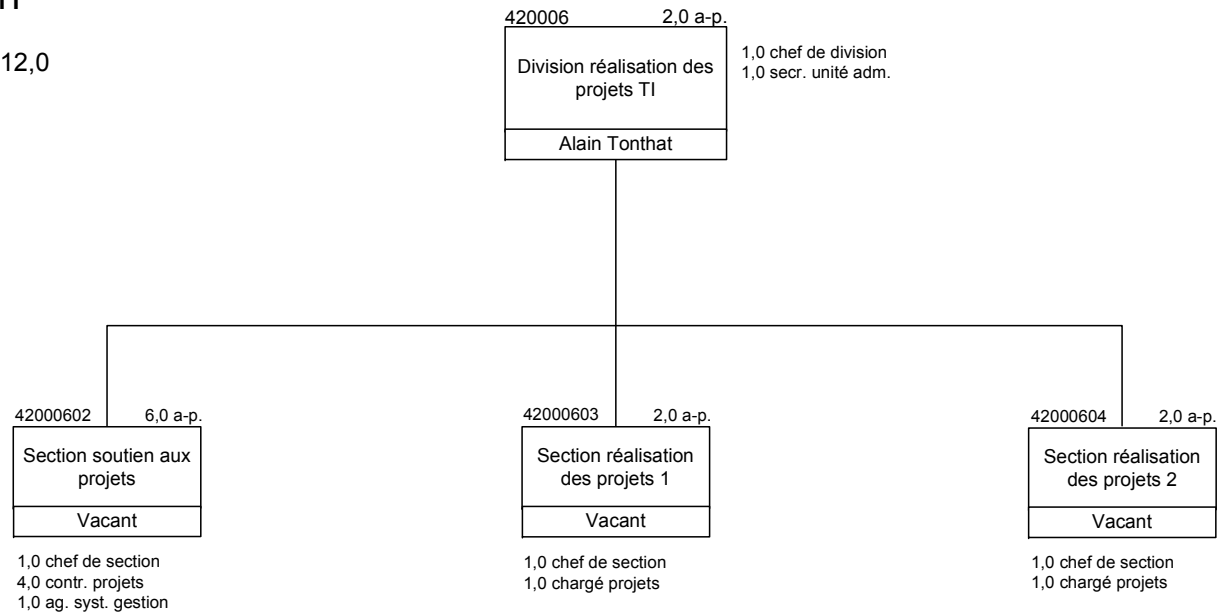 12,0
420006 2,0 a-p.
Division réalisation des
projets TI
Alain Tonthat
1,0 chef de division
1,0 secr. unité adm.
42000602 6,0 a-p.
Section soutien aux
projets
Vacant
1,0 chef de section
4,0 contr. projets
1,0 ag. syst. gestion
42000603 2,0 a-p.
Section réalisation
des projets 1
Vacant
1,0 chef de section
1,0 chargé projets
42000604 2,0 a-p.
Section réalisation
des projets 2
Vacant
1,0 chef de section
1,0 chargé projets